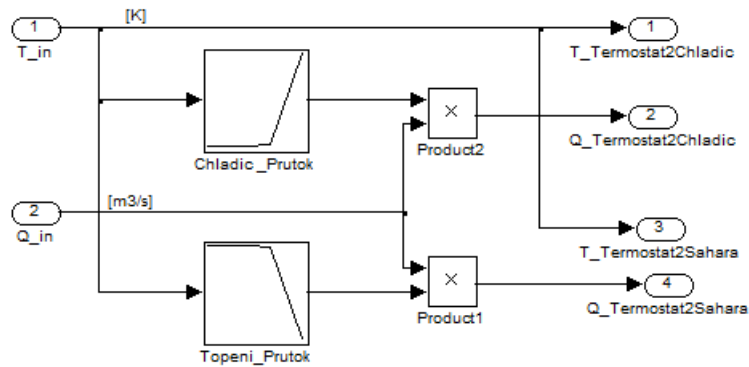 [K]
1
T_in
1
T_Termostat2Chladic
Chladic _Prutok
×
Product2
2
Q_Termostat2Chladic
[m3/s]
2
Q_in
3
T_Termostat2Sahara
Topeni_Prutok
×
Product1
4
Q_Termostat2Sahara